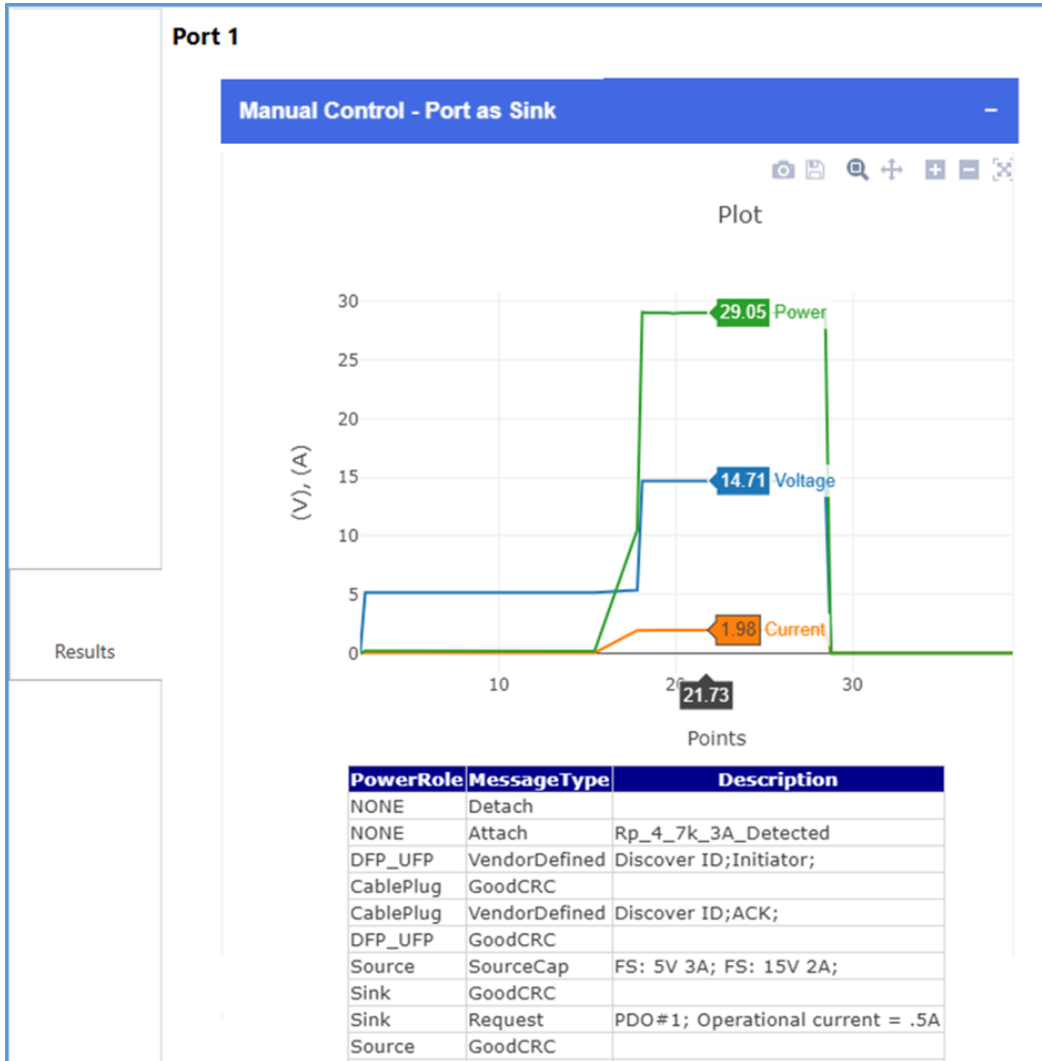 Port 1
Manual Control - Port as Sink
Plot
30
25
20
15
10
5
0
(V), (A)
29.05 Power
14.71 Voltage
1.98 Current
10
20
30
21.73
Points
Results
PowerRole MessageType Description
NONE Detach
NONE Attach Rp_4_7k_3A_Detected
DFP_UFP VendorDefined Discover ID;Initiator;
CablePlug GoodCRC
CablePlug VendorDefined Discover ID;ACK;
DFP_UFP GoodCRC
Source SourceCap FS: 5V 3A; FS: 15V 2A;
Sink GoodCRC
Sink Request PDO#1; Operational current = .5A
Source GoodCRC